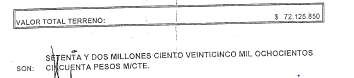 VALOR TOTAL TERRENO: $ 72.125.850
SETENTA Y DOS MILLONES CIENTO VEINTICINCO MIL OCHOCIENTOS
SON: CINCUENTA PESOS M/CTE.